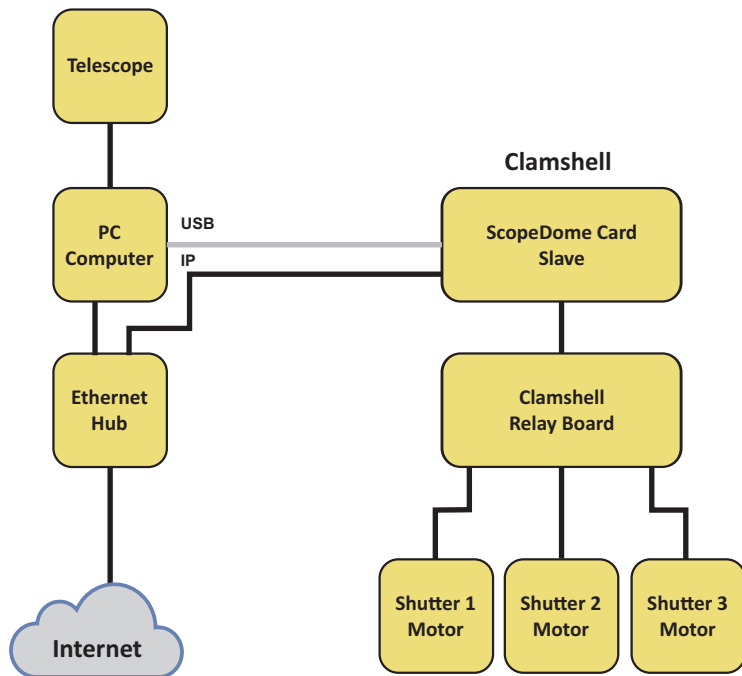 Telescope
Clamshell
PC
Computer
USB
IP
ScopeDome Card
Slave
Ethernet
Hub
Clamshell
Relay Board
Shutter 1
Motor
Shutter 2
Motor
Shutter 3
Motor
Internet